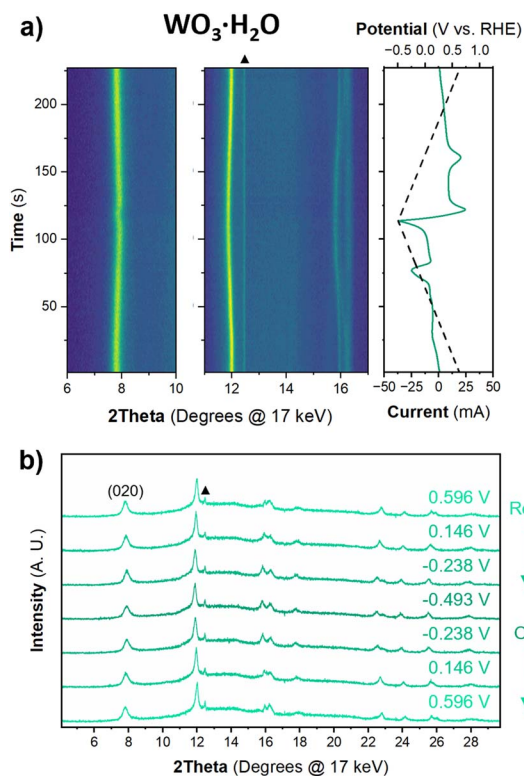 a) WO₃·H₂O
Potential (V vs. RHE)
-0.5 0.0 0.5 1.0
▲
Time (s)
200
150
100
50
6 8 10
12 14 16
-50 -25 0 25 50
2Theta (Degrees @ 17 keV)
Current (mA)
b)
(020)
▲
0.596 V
0.146 V
-0.238 V
-0.493 V
-0.238 V
0.146 V
0.596 V
Intensity (A. U.)
4 6 8 10 12 14 16 18 20 22 24 26 28
2Theta (Degrees @ 17 keV)